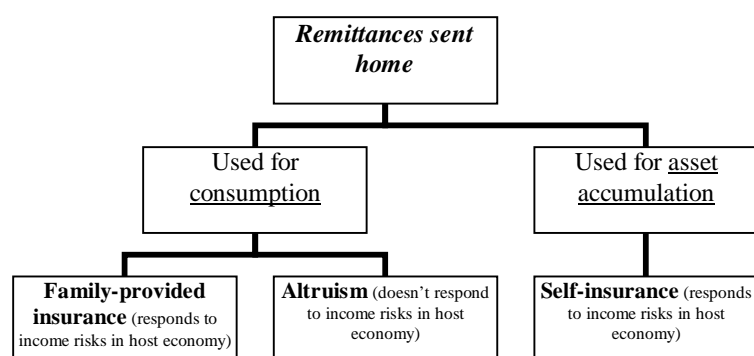 Remittances sent
home
Used for
consumption
Used for asset
accumulation
Family-provided
insurance (responds to
income risks in host economy)
Altruism (doesn't respond
to income risks in host
economy)
Self-insurance (responds
to income risks in host
economy)